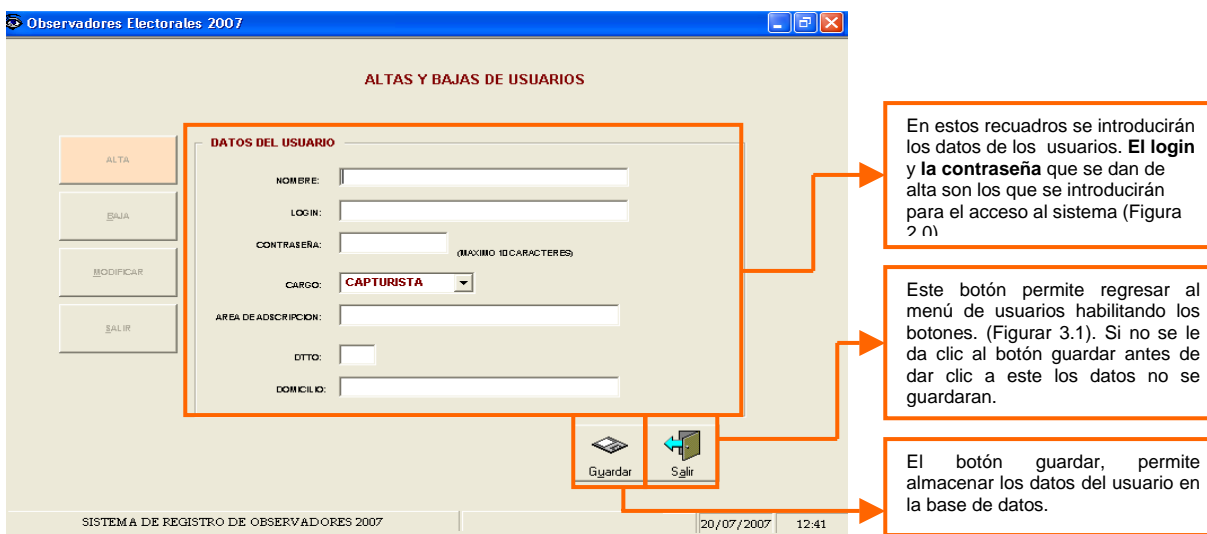 Observadores Electorales 2007
ALTAS Y BAJAS DE USUARIOS
ALTA
BAJA
MODIFICAR
SALIR
DATOS DEL USUARIO
NOMBRE:
LOGIN:
CONTRASEÑA:
(MAXIMO 10 CARACTERES)
CARGO:
CAPTURISTA
AREA DE ADSCRIPCION:
DTTO:
DOMICILIO:
Guardar
Salir
SISTEMA DE REGISTRO DE OBSERVADORES 2007
20/07/2007
12:41
En estos recuadros se introducirán
los datos de los usuarios. El login
y la contraseña que se dan de
alta son los que se introducirán
para el acceso al sistema (Figura
2.0)
Este botón permite regresar al
menú de usuarios habilitando los
botones. (Figurar 3.1). Si no se le
da clic al botón guardar antes de
dar clic a este los datos no se
guardaran.
El botón guardar, permite
almacenar los datos del usuario en
la base de datos.